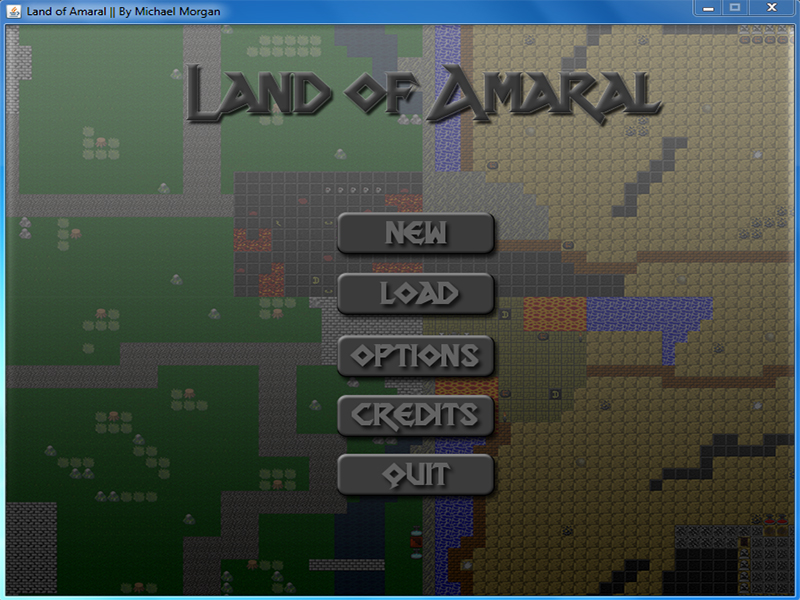 Land of Amaral || By Michael Morgan
Land of Amaral
New
Load
Options
Credits
Quit